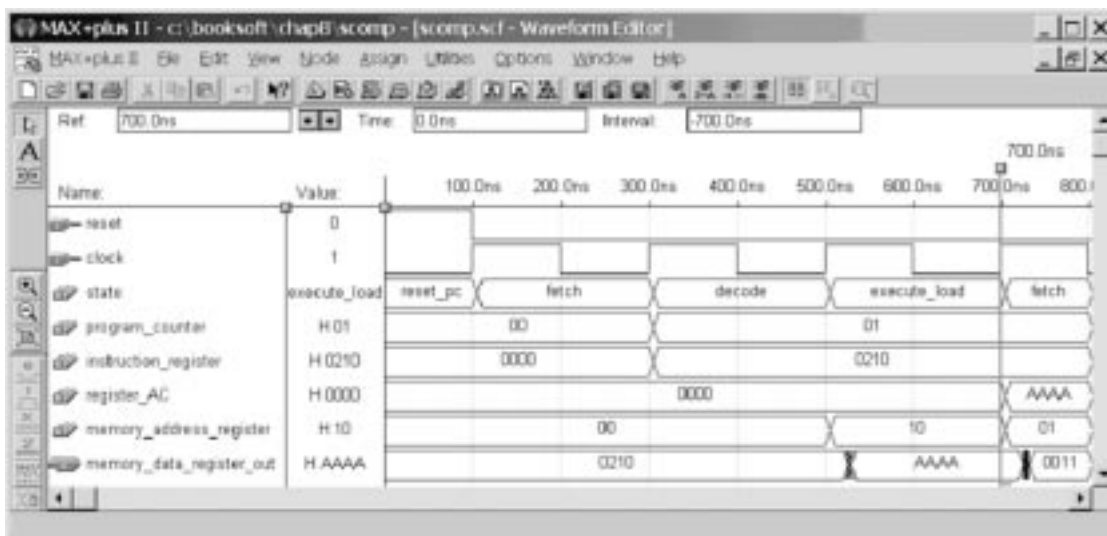 MAX+plus II - c:\booksoft\chap8\scomp - [scomp.scf - Waveform Editor]
MAX+plus II File Edit View Node Assign Utilities Options Window Help
Ref: 700.0ns Time: 0.0ns Interval: -700.0ns
700.0ns
Name: Value: 100.0ns 200.0ns 300.0ns 400.0ns 500.0ns 600.0ns 700.0ns 800.
reset 0
clock 1
state execute_load reset_pc fetch decode execute_load fetch
program_counter H 01 00 01
instruction_register H 0210 0000 0210
register_AC H 0000 0000 AAAA
memory_address_register H 10 00 10 01
memory_data_register_out H AAAA 0210 AAAA 0011